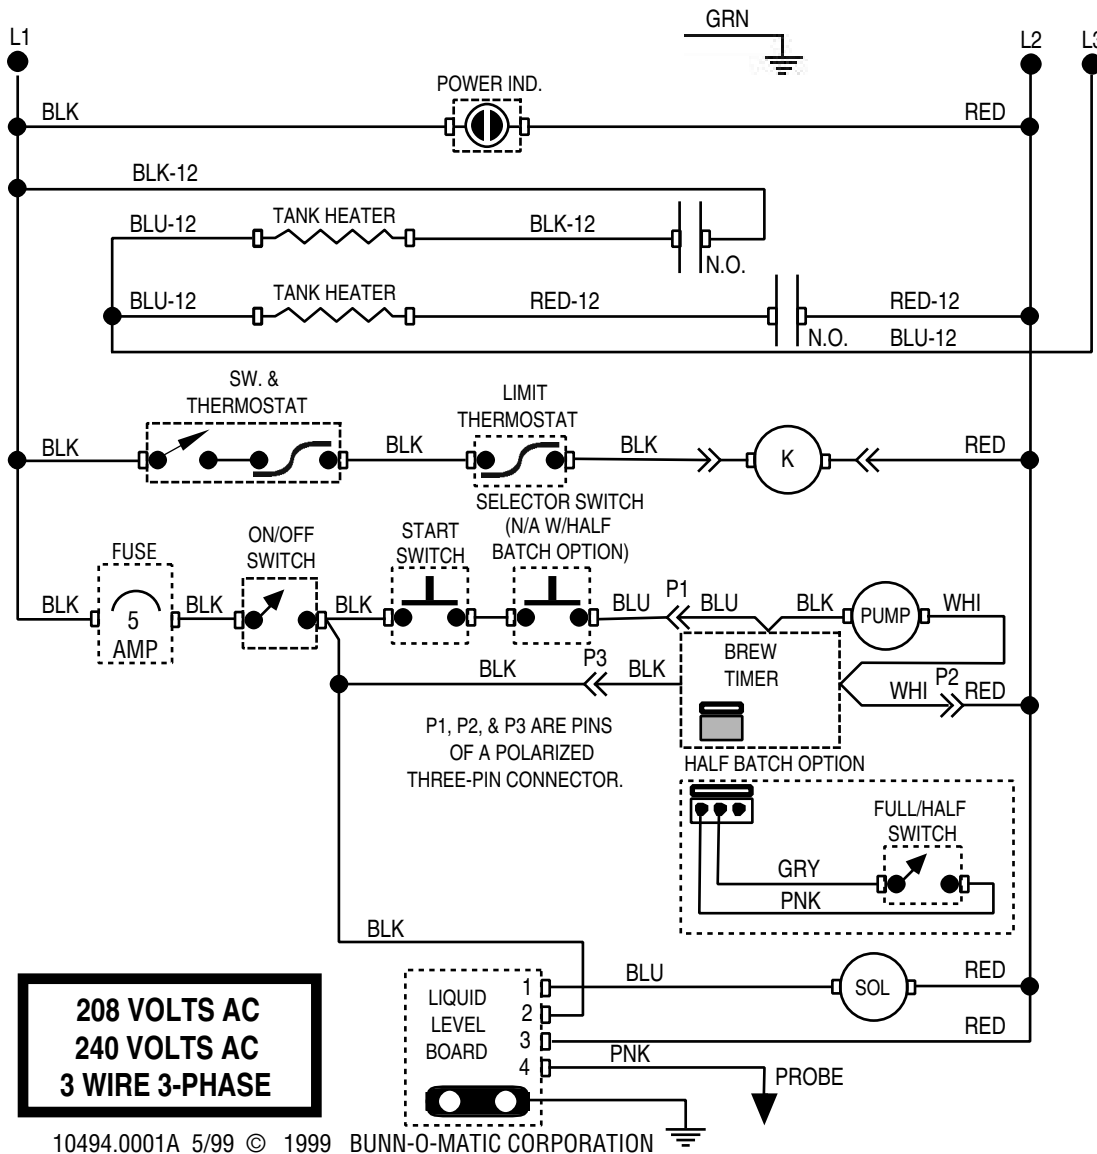 GRN
L1
L2
L3
POWER IND.
BLK
RED
BLK-12
BLU-12
TANK HEATER
BLK-12
N.O.
BLU-12
TANK HEATER
RED-12
RED-12
N.O.
BLU-12
SW. &
THERMOSTAT
LIMIT
THERMOSTAT
BLK
BLK
BLK
K
RED
SELECTOR SWITCH
(N/A W/HALF
BATCH OPTION)
START
SWITCH
ON/OFF
SWITCH
FUSE
BLK
5
AMP
BLK
BLK
BLU
P1
BLU
BLK
PUMP
WHI
BREW
TIMER
BLK
P3
BLK
WHI
P2
RED
P1, P2, & P3 ARE PINS
OF A POLARIZED
THREE-PIN CONNECTOR.
HALF BATCH OPTION
FULL/HALF
SWITCH
GRY
PNK
BLK
LIQUID
LEVEL
BOARD
1
2
3
4
BLU
SOL
RED
RED
PNK
PROBE
208 VOLTS AC
240 VOLTS AC
3 WIRE 3-PHASE
10494.0001A 5/99 © 1999 BUNN-O-MATIC CORPORATION